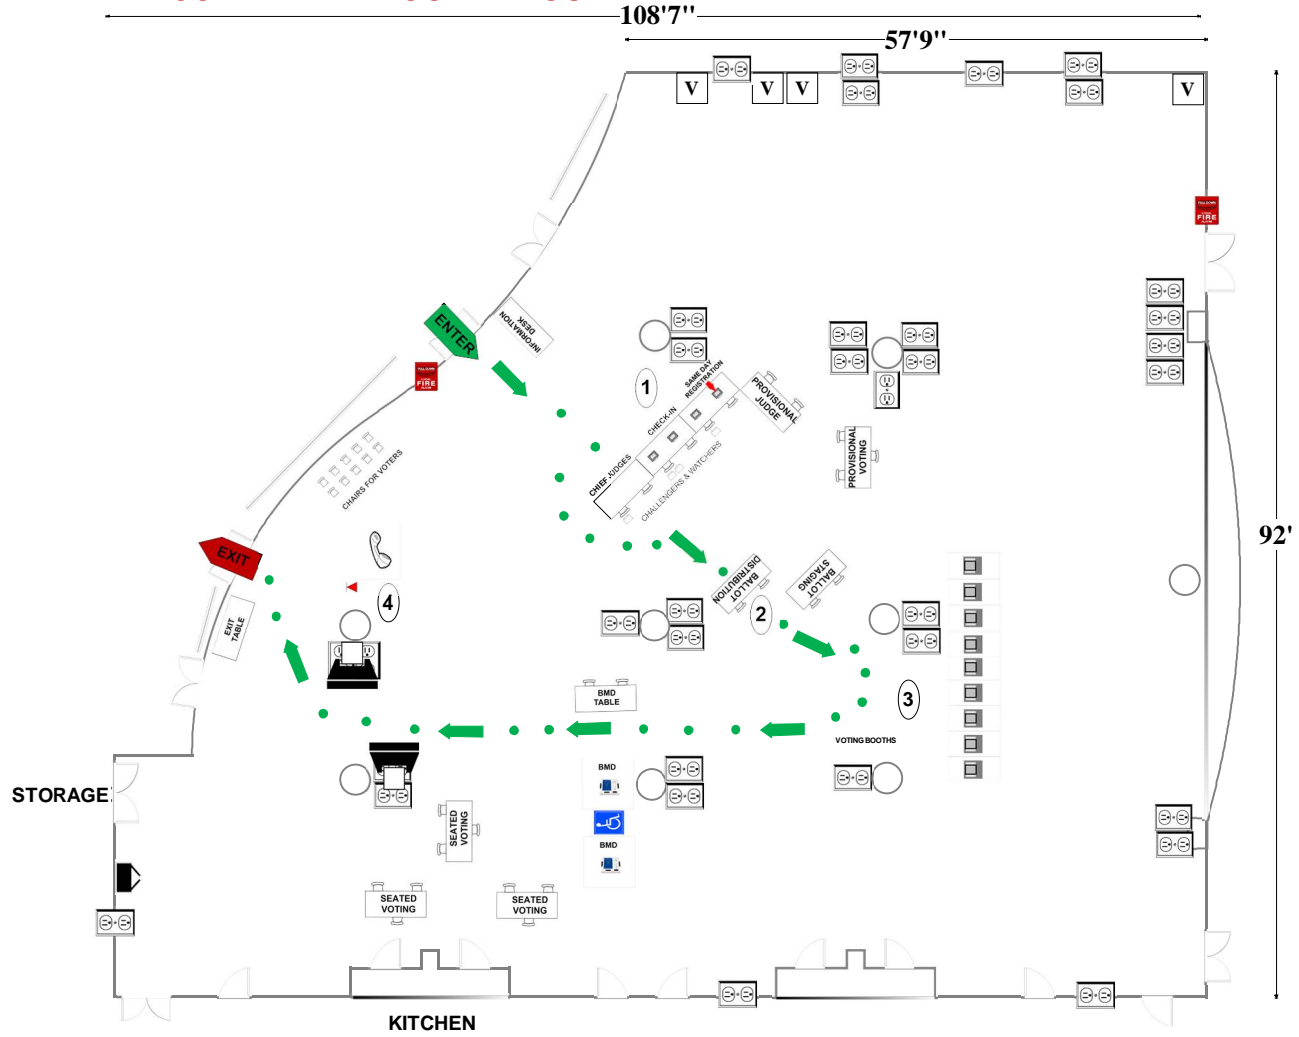 108'7"
57'9"
V
V
V
V
FIRE
ENTER
INFORMATION
DESK
FIRE
1
SAME DAY
REGISTRATION
PROVISIONAL
JUDGE
CHECK-IN
CHIEF JUDGES
CHALLENGERS & WATCHERS
PROVISIONAL
VOTING
CHAIRS FOR VOTERS
92'
EXIT
BALLOT
DISTRIBUTION
BALLOT
STAGING
4
2
EXIT
TABLE
3
BMD
TABLE
VOTING BOOTHS
BMD
STORAGE
SEATED
VOTING
BMD
SEATED
VOTING
SEATED
VOTING
KITCHEN